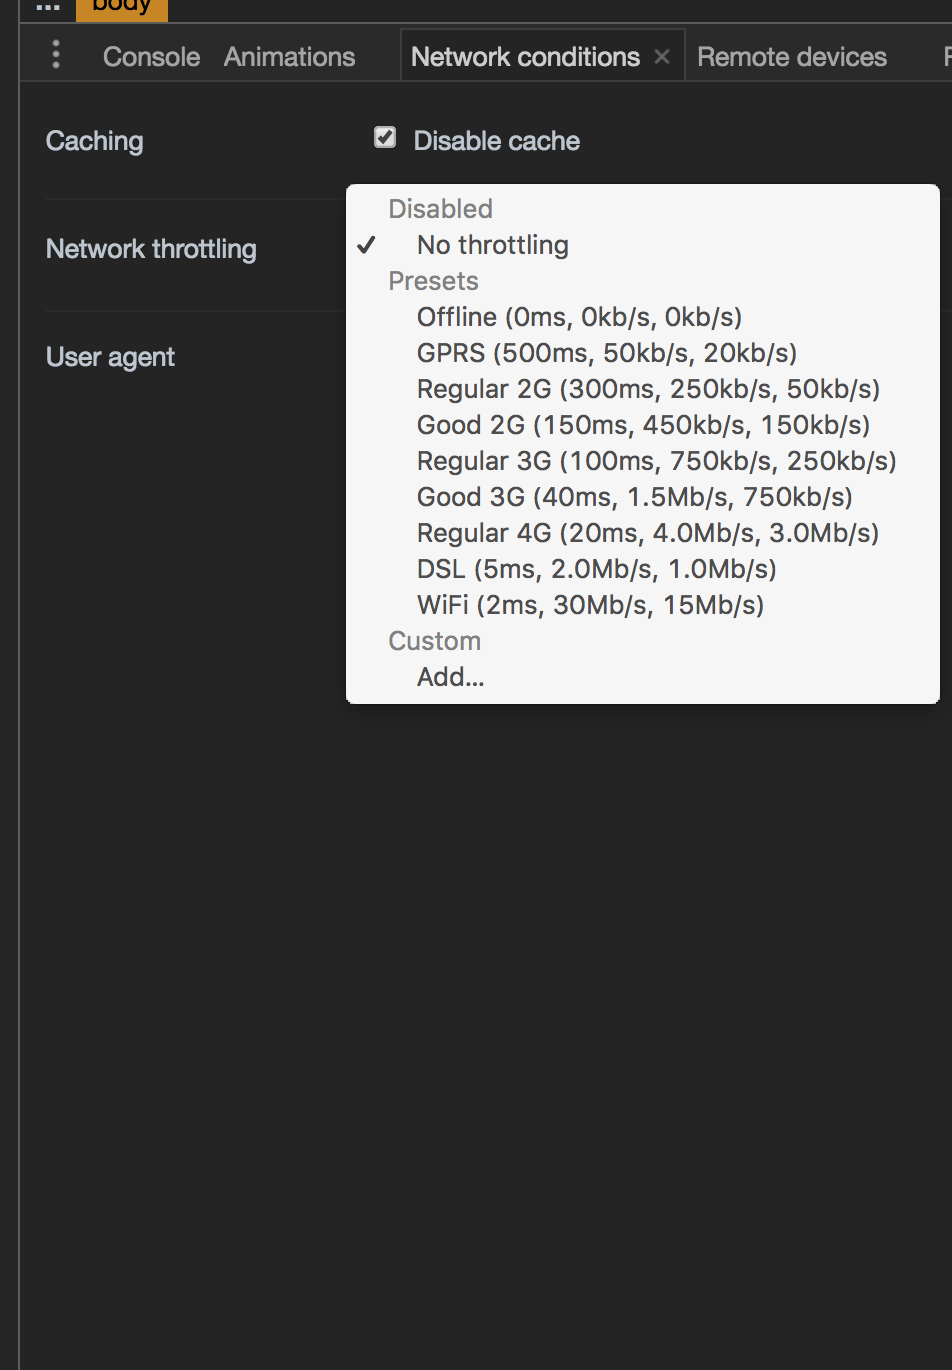 ... body
Console Animations Network conditions × Remote devices
Caching Disable cache
Disabled
Network throttling ✓ No throttling
Presets
Offline (0ms, 0kb/s, 0kb/s)
User agent GPRS (500ms, 50kb/s, 20kb/s)
Regular 2G (300ms, 250kb/s, 50kb/s)
Good 2G (150ms, 450kb/s, 150kb/s)
Regular 3G (100ms, 750kb/s, 250kb/s)
Good 3G (40ms, 1.5Mb/s, 750kb/s)
Regular 4G (20ms, 4.0Mb/s, 3.0Mb/s)
DSL (5ms, 2.0Mb/s, 1.0Mb/s)
WiFi (2ms, 30Mb/s, 15Mb/s)
Custom
Add...